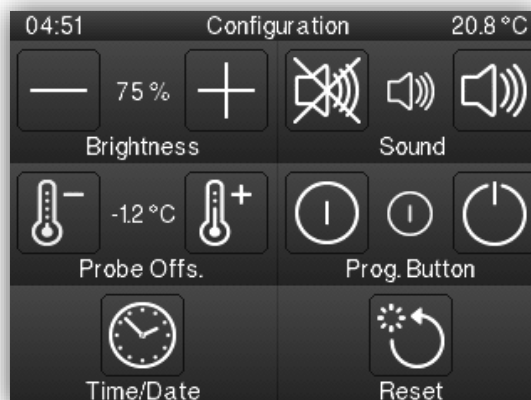 04:51 Configuration 20.8 °C
75 %
Brightness Sound
-1.2 °C
Probe Offs. Prog. Button
Time/Date Reset